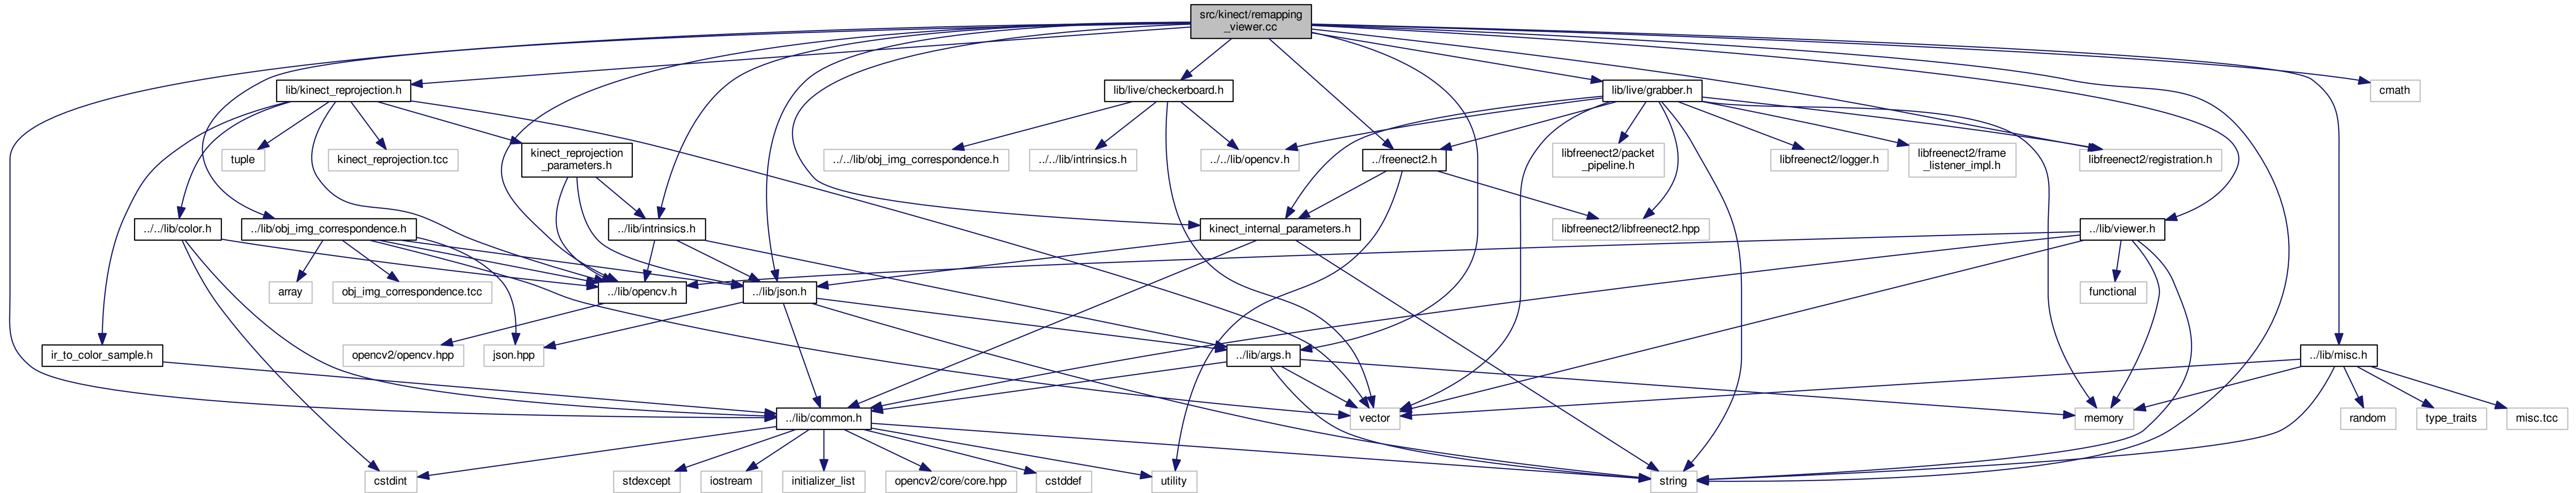 src/kinect/remapping
_viewer.cc
lib/kinect_reprojection.h
lib/live/checkerboard.h
lib/live/grabber.h
cmath
tuple
kinect_reprojection.tcc
kinect_reprojection
_parameters.h
../../lib/obj_img_correspondence.h
../../lib/intrinsics.h
../../lib/opencv.h
../freenect2.h
libfreenect2/packet
_pipeline.h
libfreenect2/logger.h
libfreenect2/frame
_listener_impl.h
libfreenect2/registration.h
../../lib/color.h
../lib/obj_img_correspondence.h
../lib/intrinsics.h
kinect_internal_parameters.h
libfreenect2/libfreenect2.hpp
../lib/viewer.h
array
obj_img_correspondence.tcc
../lib/opencv.h
../lib/json.h
functional
ir_to_color_sample.h
opencv2/opencv.hpp
json.hpp
../lib/args.h
../lib/misc.h
../lib/common.h
vector
memory
random
type_traits
misc.tcc
cstdint
stdexcept
iostream
initializer_list
opencv2/core/core.hpp
cstddef
utility
string